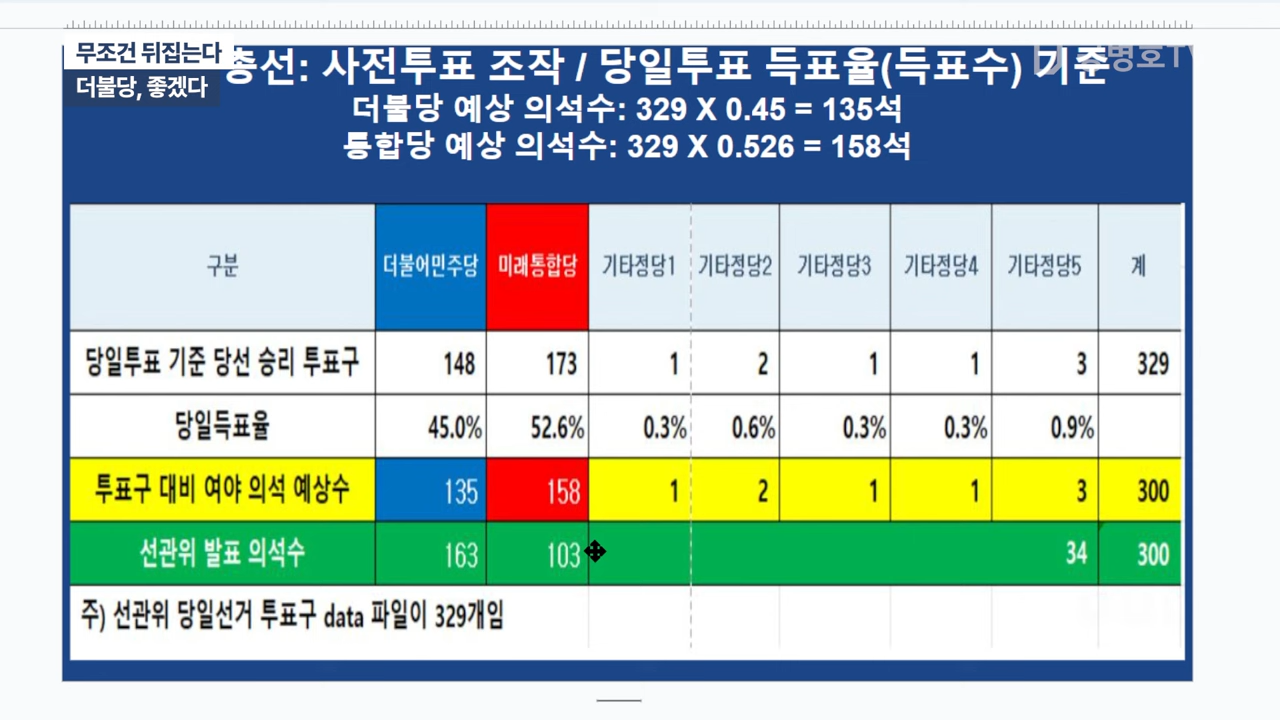 무조건 뒤집는다
더불당, 좋겠다
총선: 사전투표 조작 / 당일투표 득표율(득표수) 기준
더불당 예상 의석수: 329 X 0.45 = 135석
통합당 예상 의석수: 329 X 0.526 = 158석
구분 더불어민주당 미래통합당 기타정당1 기타정당2 기타정당3 기타정당4 기타정당5 계
당일투표 기준 당선 승리 투표구 148 173 1 2 1 1 3 329
당일득표율 45.0% 52.6% 0.3% 0.6% 0.3% 0.3% 0.9%
투표구 대비 여야 의석 예상수 135 158 1 2 1 1 3 300
선관위 발표 의석수 163 103 34 300
주) 선관위 당일선거 투표구 data 파일이 329개임